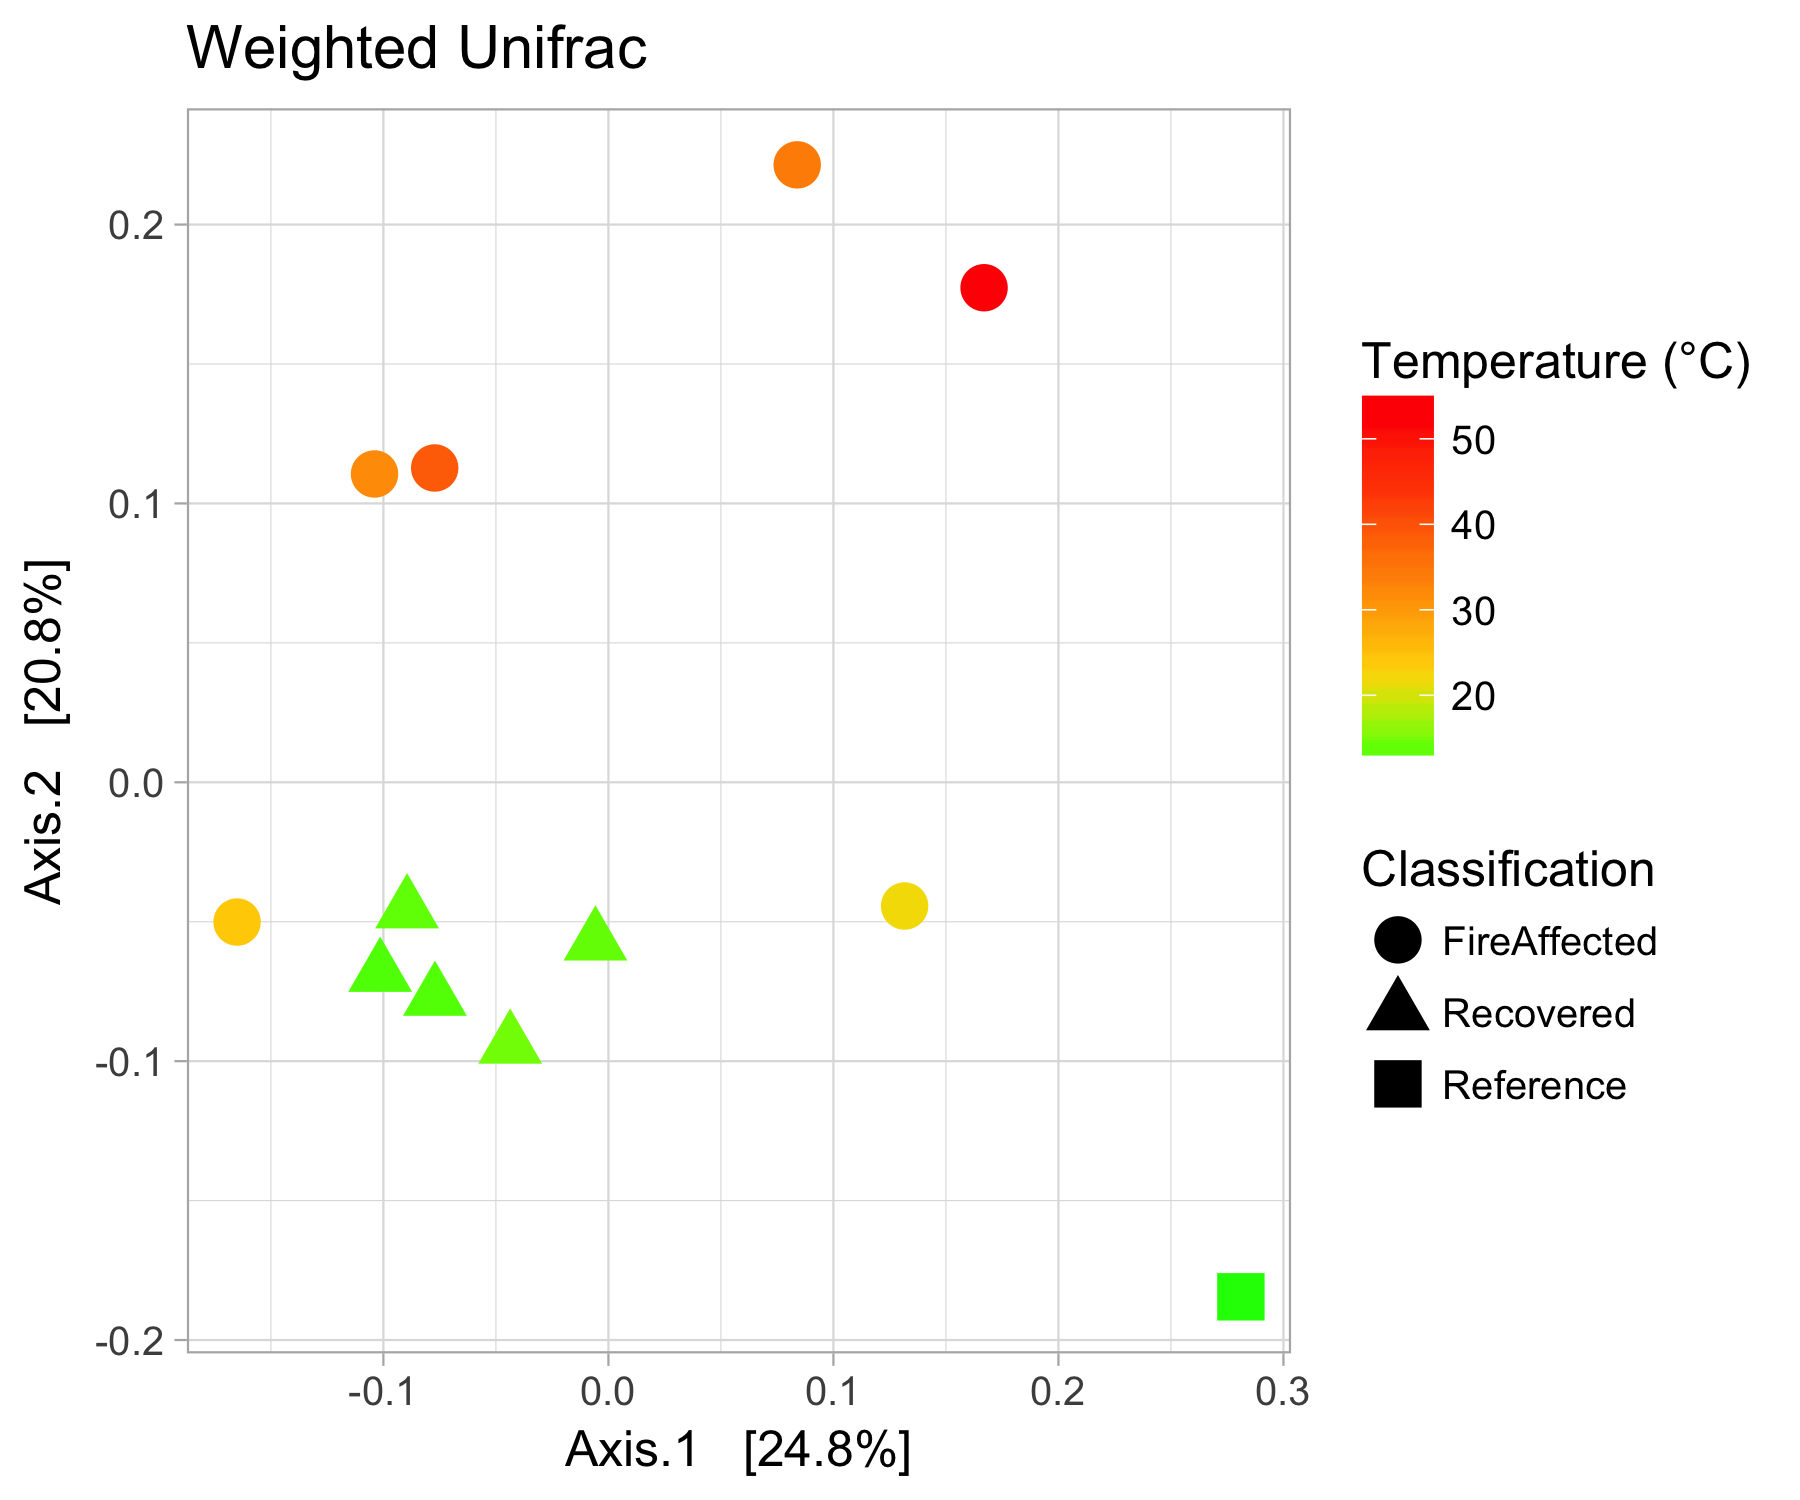 Weighted Unifrac
0.2
0.1
0.0
-0.1
-0.2
Axis.2 [20.8%]
-0.1 0.0 0.1 0.2 0.3
Axis.1 [24.8%]
Temperature (°C)
50
40
30
20
Classification
FireAffected
Recovered
Reference